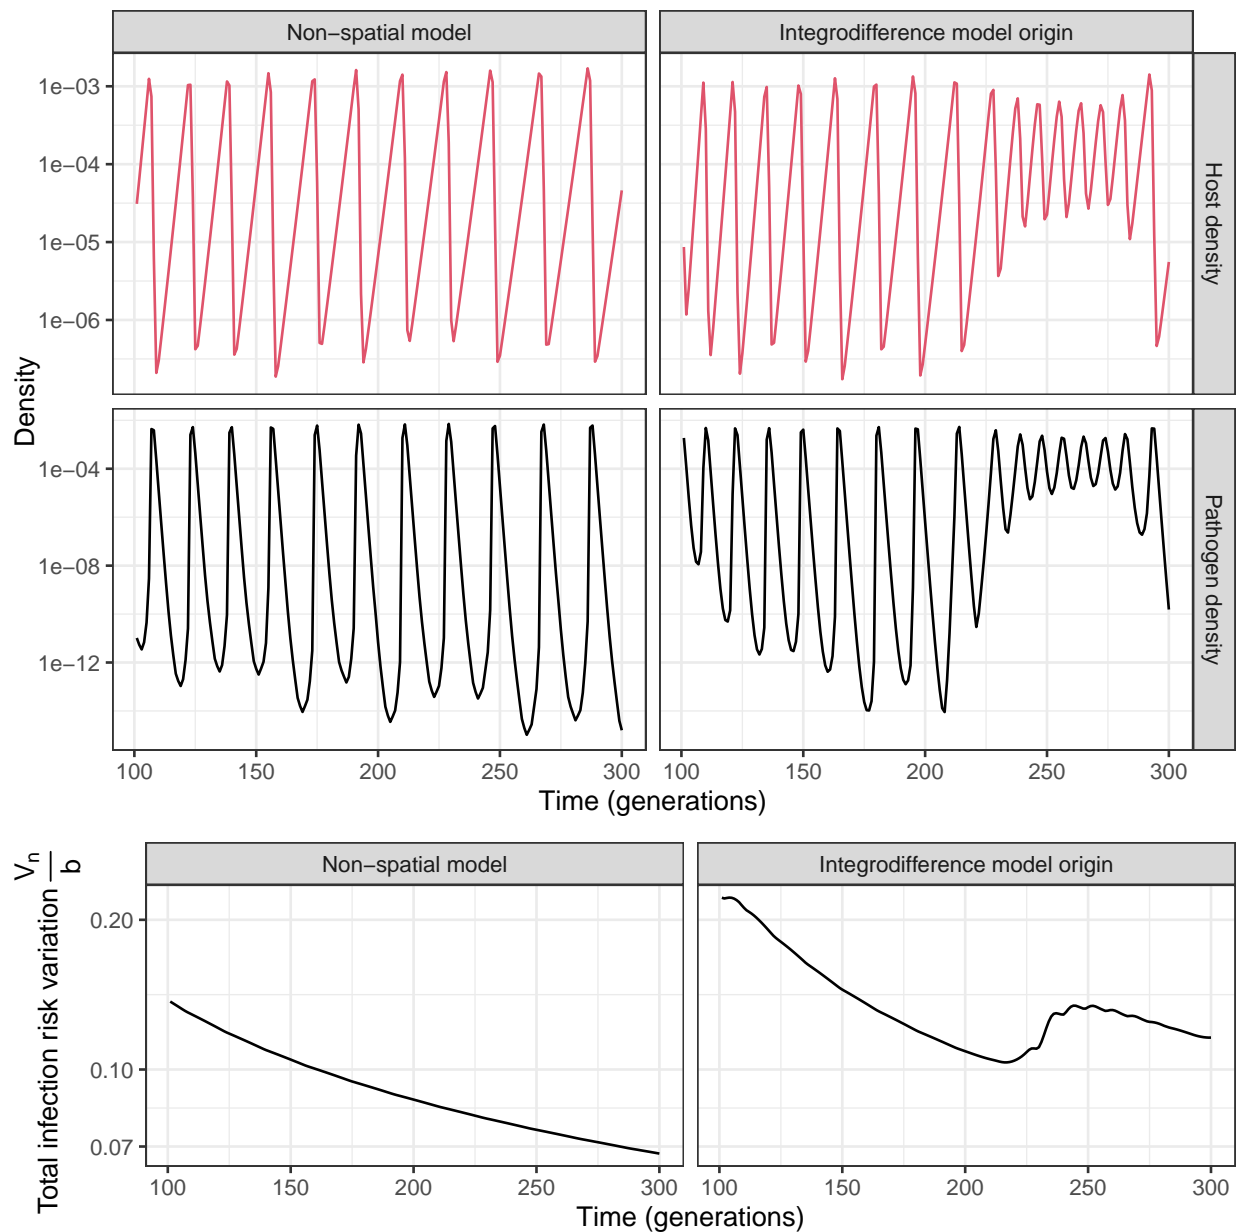 Non−spatial model
Integrodifference model origin
Density
1e−03
1e−04
1e−05
1e−06
Host density
1e−04
1e−08
1e−12
Pathogen density
100 150 200 250 300
100 150 200 250 300
Time (generations)
Total infection risk variation Vn
b
Non−spatial model
Integrodifference model origin
0.20
0.10
0.07
100 150 200 250 300
100 150 200 250 300
Time (generations)